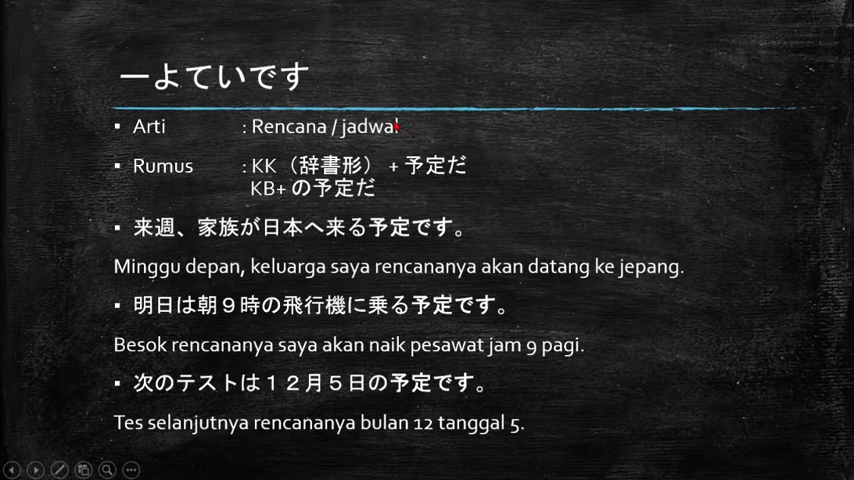 ーよていです
▪ Arti : Rencana / jadwal
▪ Rumus : KK（辞書形） + 予定だ
KB+ の予定だ
▪ 来週、家族が日本へ来る予定です。
Minggu depan, keluarga saya rencananya akan datang ke jepang.
▪ 明日は朝９時の飛行機に乗る予定です。
Besok rencananya saya akan naik pesawat jam 9 pagi.
▪ 次のテストは１２月５日の予定です。
Tes selanjutnya rencananya bulan 12 tanggal 5.